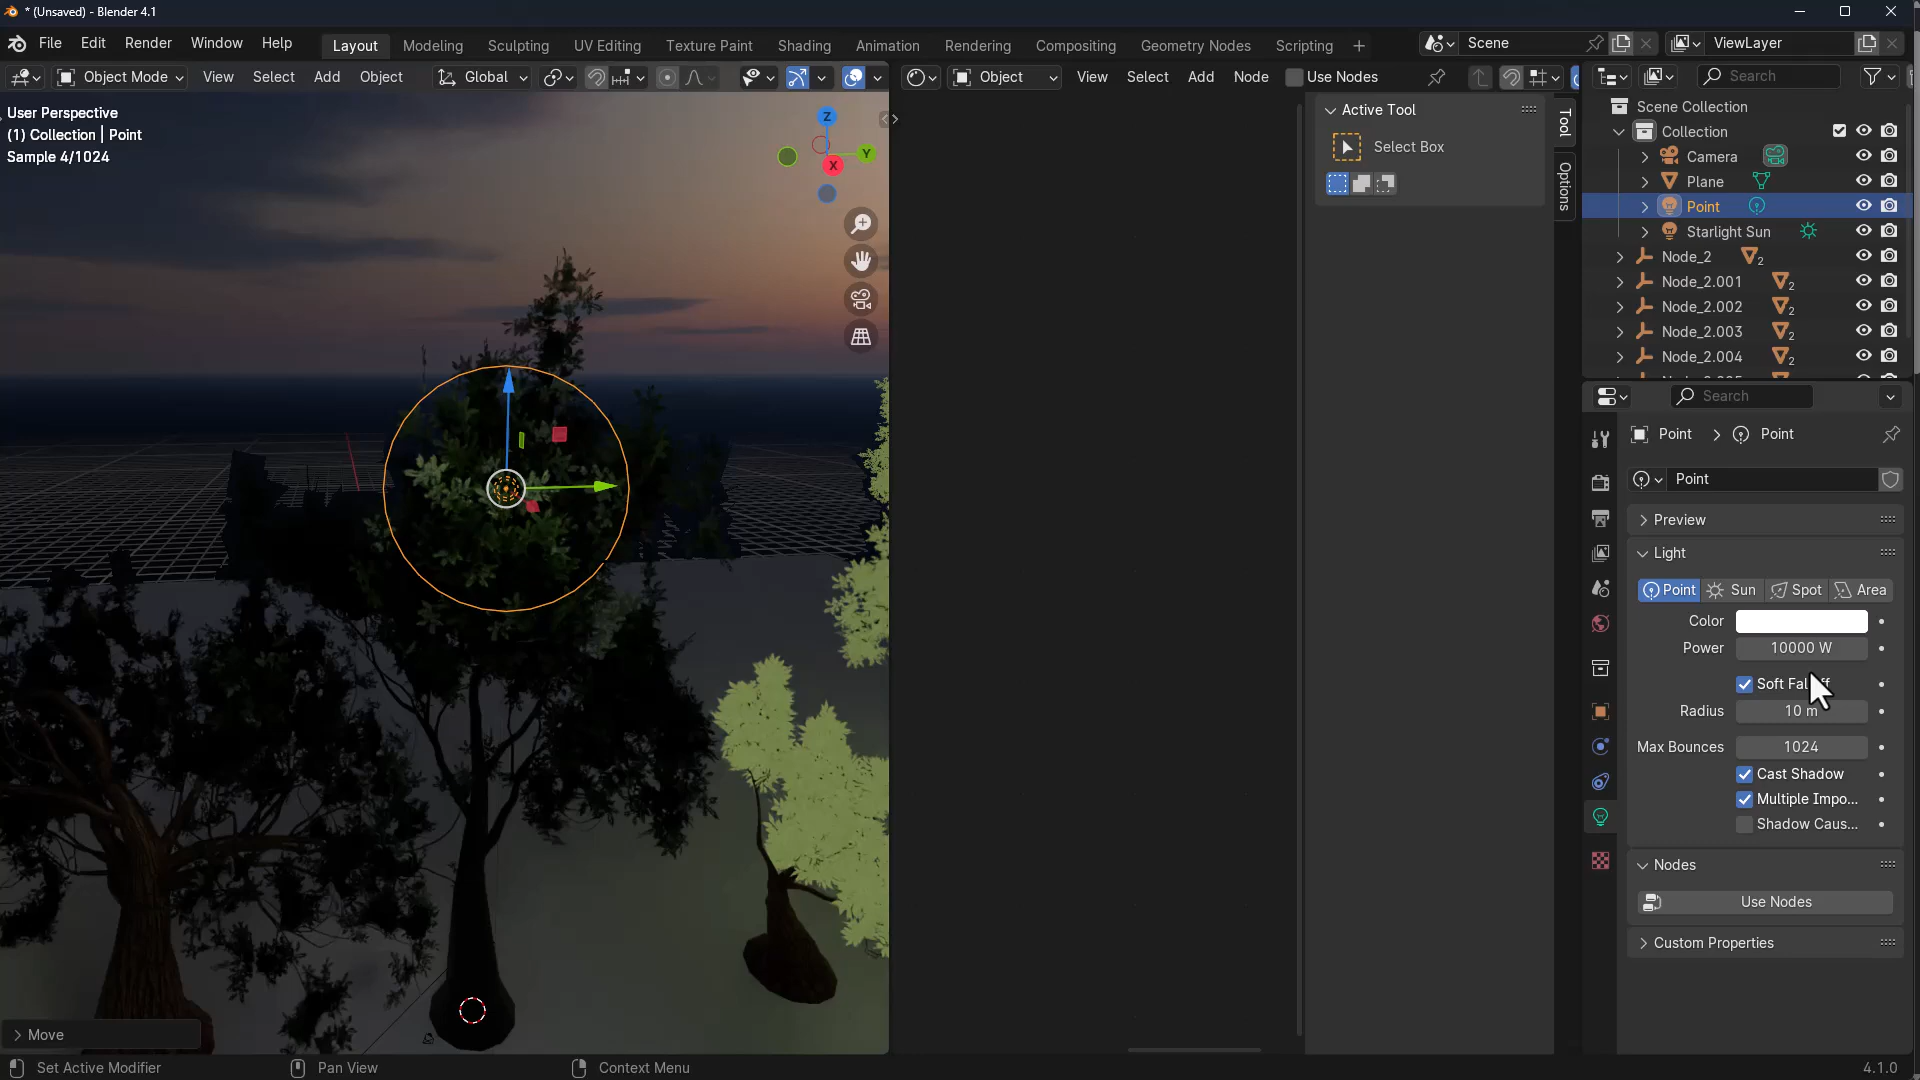 * (Unsaved) - Blender 4.1
File Edit Render Window Help Layout Modeling Sculpting UV Editing Texture Paint Shading Animation Rendering Compositing Geometry Nodes Scripting + Scene ViewLayer
Object Mode View Select Add Object Global Object View Select Add Node Use Nodes Search
User Perspective
(1) Collection | Point
Sample 4/1024
Z
Y
X
Active Tool
Select Box
Tool
Options
Scene Collection
Collection
Camera
Plane
Point
Starlight Sun
Node_2 2
Node_2.001 2
Node_2.002 2
Node_2.003 2
Node_2.004 2
Search
Point > Point
Point
Preview
Light
Point Sun Spot Area
Color
Power 10000 W
Soft Fal
Radius 10 m
Max Bounces 1024
Cast Shadow
Multiple Impo...
Shadow Caus...
Nodes
Use Nodes
Custom Properties
Move
Set Active Modifier Pan View Context Menu 4.1.0